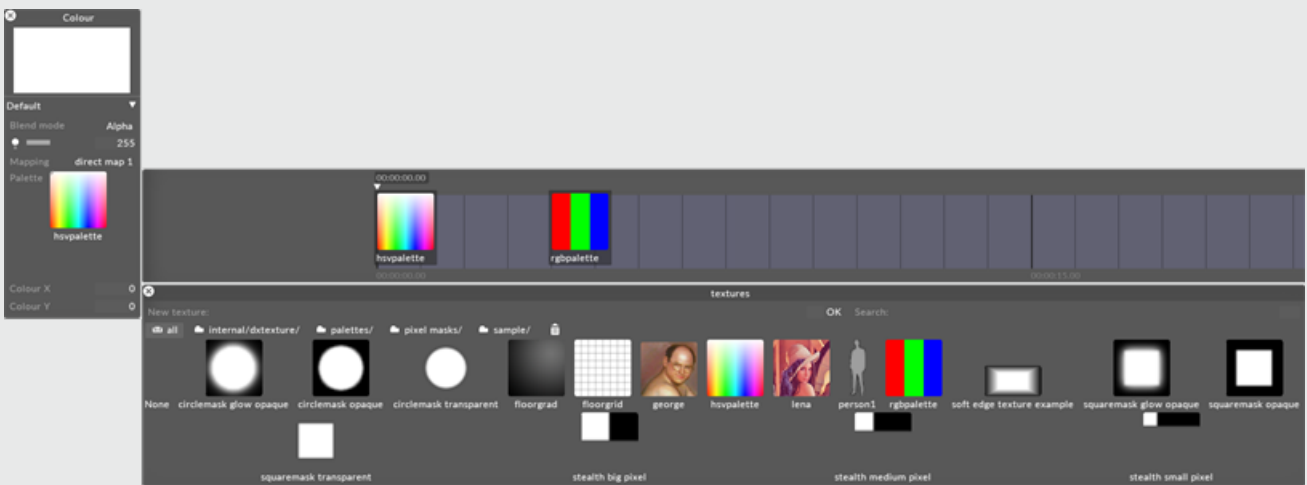 Colour
Default
Blend mode Alpha
255
Mapping direct map 1
Palette
hsvpalette
Colour X 0
Colour Y 0
00:00:00.00
hsvpalette rgbpalette
00:00:00.00 00:00:15.00
textures
New texture: OK Search:
all internal/dxtexture/ palettes/ pixel masks/ sample/
None circlemask glow opaque circlemask opaque circlemask transparent floorgrad floorgrid george hsvpalette lena person1 rgbpalette soft edge texture example squaremask glow opaque squaremask opaque
squaremask transparent stealth big pixel stealth medium pixel stealth small pixel